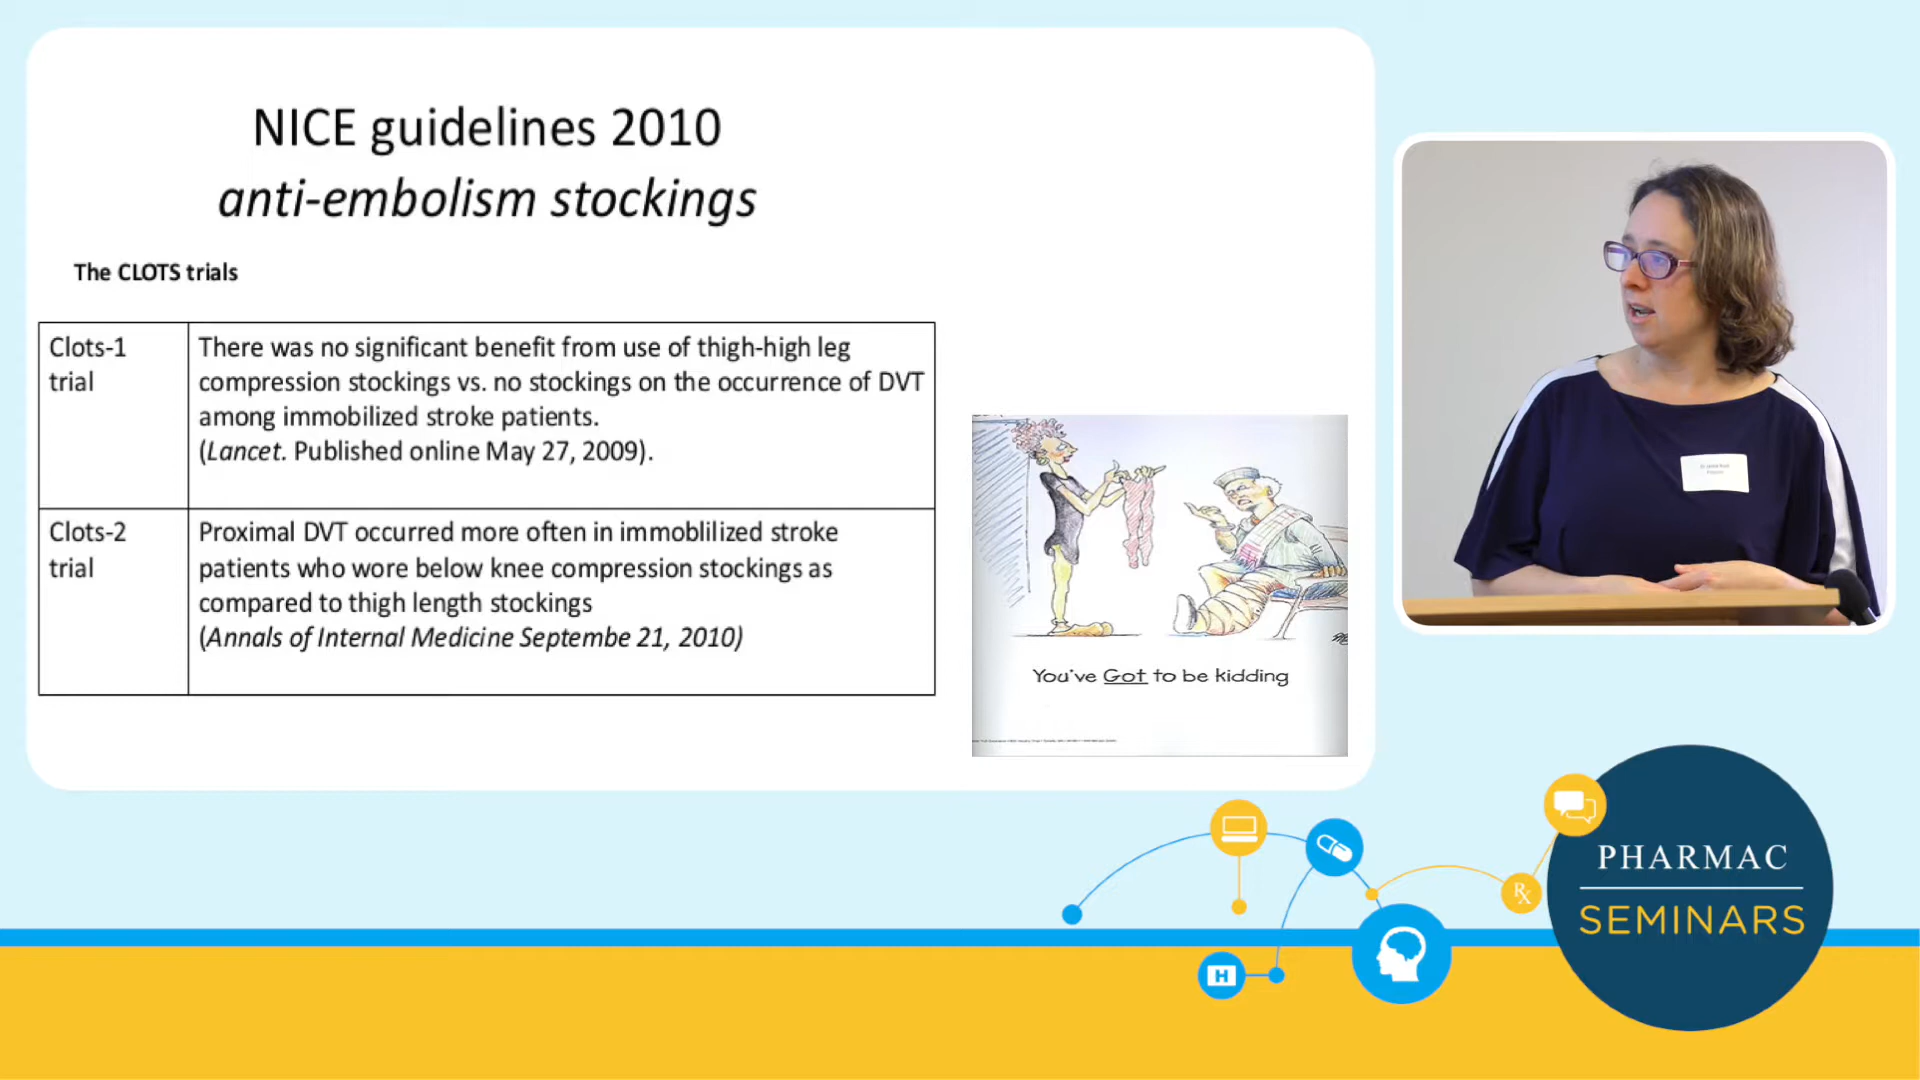 NICE guidelines 2010
anti-embolism stockings
The CLOTS trials
Clots-1
trial
There was no significant benefit from use of thigh-high leg
compression stockings vs. no stockings on the occurrence of DVT
among immobilized stroke patients.
(Lancet. Published online May 27, 2009).
Clots-2
trial
Proximal DVT occurred more often in immoblilized stroke
patients who wore below knee compression stockings as
compared to thigh length stockings
(Annals of Internal Medicine Septembe 21, 2010)
You've Got to be kidding
PHARMAC
SEMINARS
Rx
H